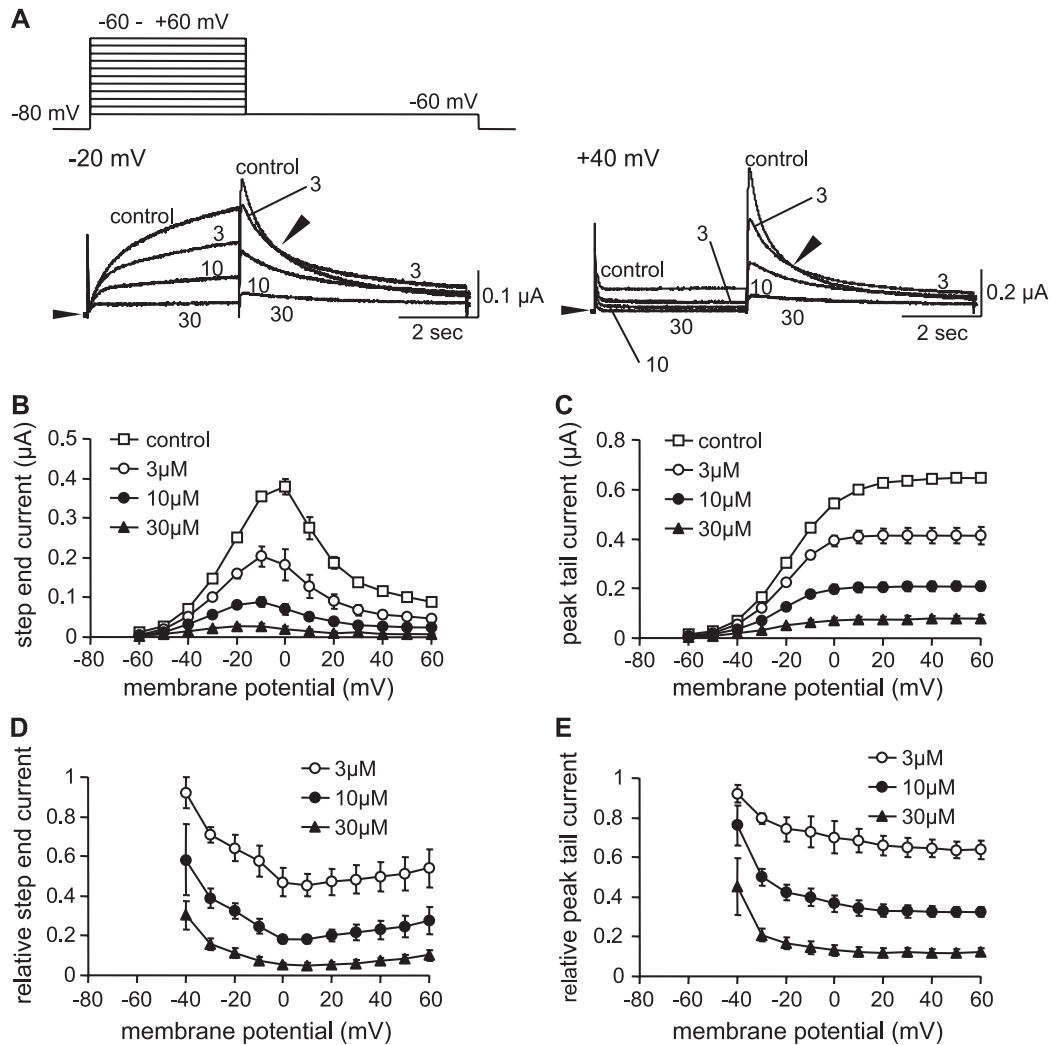 A
-60 - +60 mV
-80 mV
-60 mV
-20 mV
control
control
3
3
10
10
30
30
3
0.1 µA
2 sec
+40 mV
control
3
control
3
10
30
30
10
3
0.2 µA
2 sec
B
step end current (µA)
0.5
0.4
0.3
0.2
0.1
0
control
3µM
10µM
30µM
-80 -60 -40 -20 0 20 40 60
membrane potential (mV)
C
peak tail current (µA)
0.8
0.6
0.4
0.2
0
control
3µM
10µM
30µM
-80 -60 -40 -20 0 20 40 60
membrane potential (mV)
D
relative step end current
1
0.8
0.6
0.4
0.2
0
3µM
10µM
30µM
-80 -60 -40 -20 0 20 40 60
membrane potential (mV)
E
relative peak tail current
1
0.8
0.6
0.4
0.2
0
3µM
10µM
30µM
-80 -60 -40 -20 0 20 40 60
membrane potential (mV)